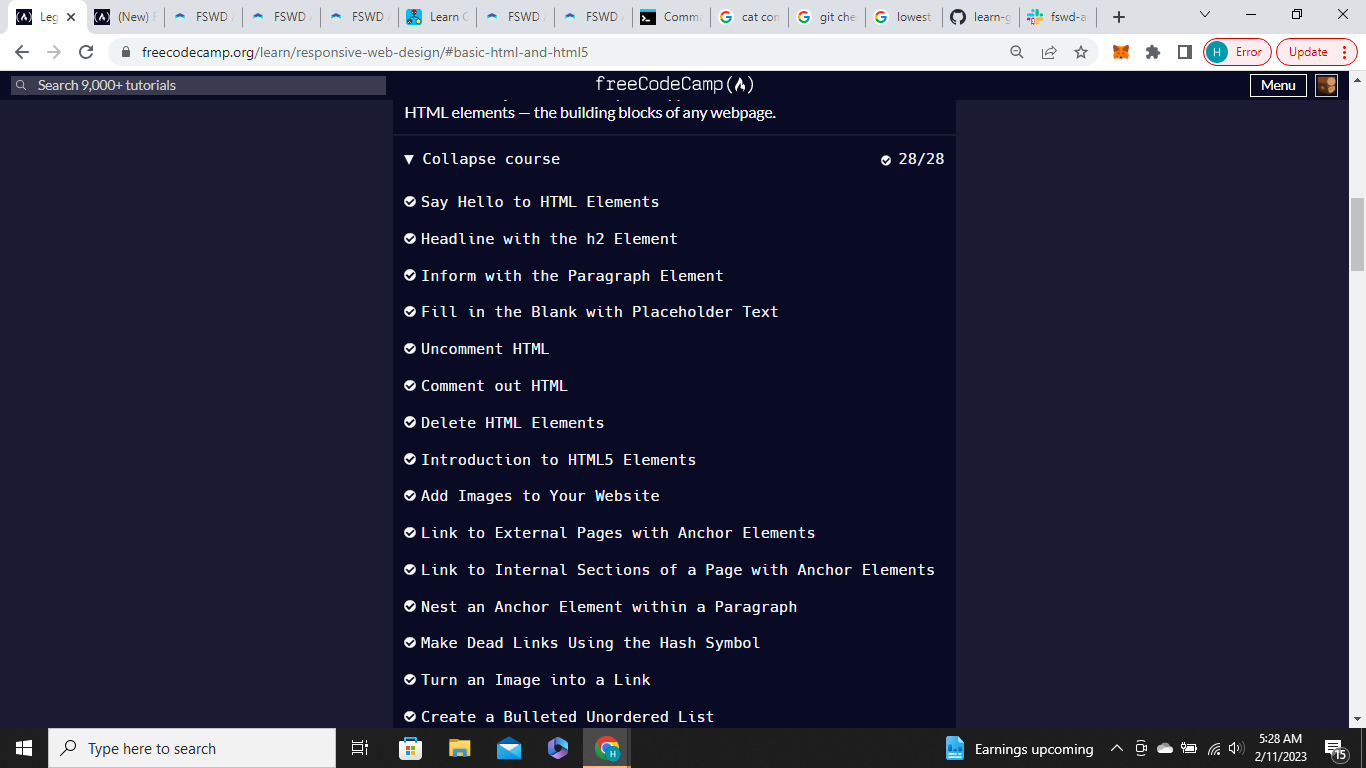 Leg
(New) F
FSWD
FSWD
FSWD
Learn
FSWD
FSWD
Comma
cat con
git che
lowest
learn-g
fswd-a
freecodecamp.org/learn/responsive-web-design/#basic-html-and-html5
H
Error
Update
Search 9,000+ tutorials
freeCodeCamp
Menu
HTML elements — the building blocks of any webpage.
Collapse course
28/28
Say Hello to HTML Elements
Headline with the h2 Element
Inform with the Paragraph Element
Fill in the Blank with Placeholder Text
Uncomment HTML
Comment out HTML
Delete HTML Elements
Introduction to HTML5 Elements
Add Images to Your Website
Link to External Pages with Anchor Elements
Link to Internal Sections of a Page with Anchor Elements
Nest an Anchor Element within a Paragraph
Make Dead Links Using the Hash Symbol
Turn an Image into a Link
Create a Bulleted Unordered List
Type here to search
H
Earnings upcoming
5:28 AM
2/11/2023
15